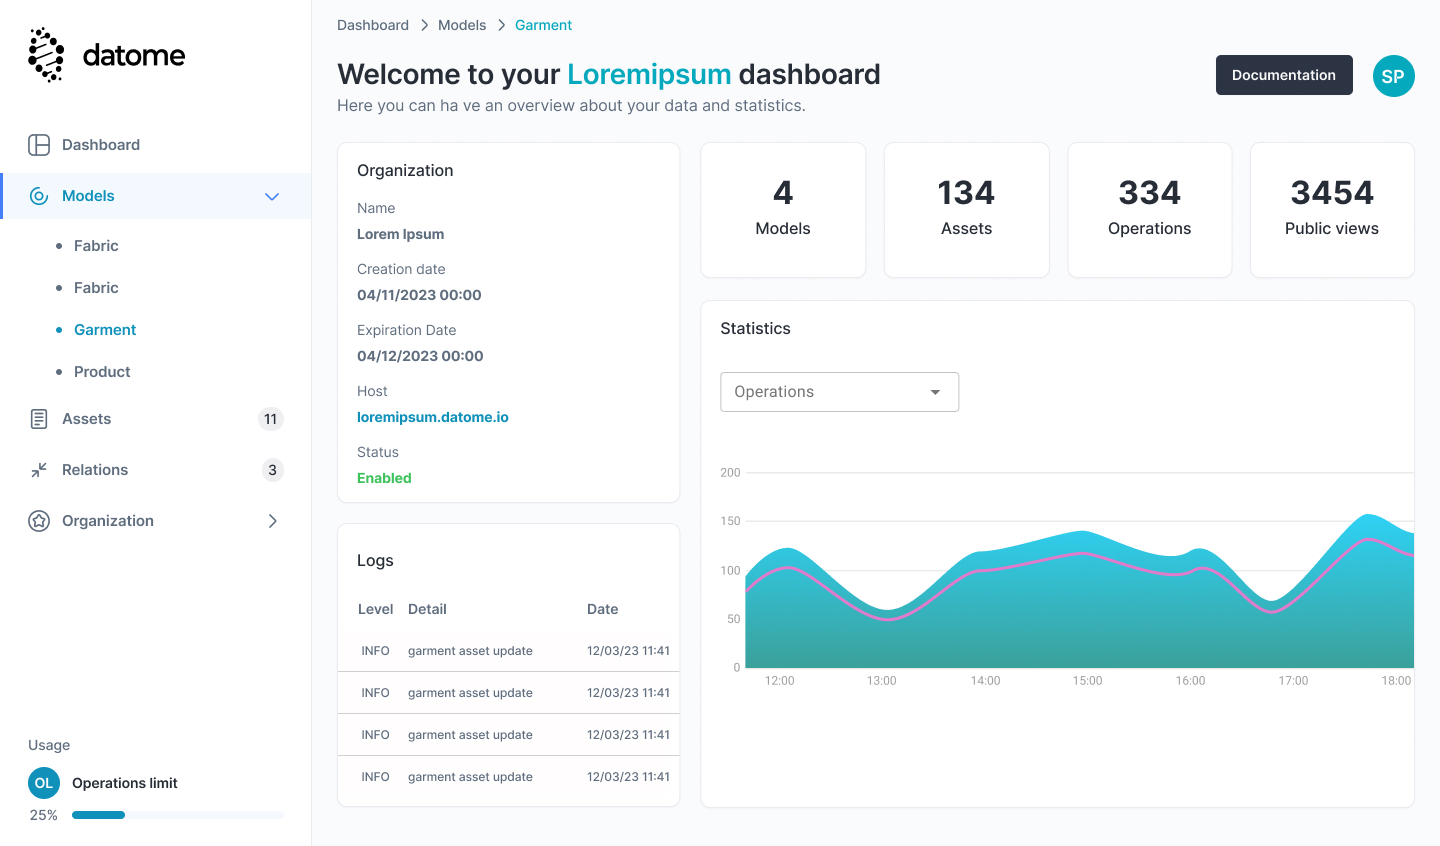 datome
Dashboard
Models
Fabric
Fabric
Garment
Product
Assets 11
Relations 3
Organization
Usage
OL Operations limit
25%
Dashboard Models Garment
Welcome to your Loremipsum dashboard
Here you can ha ve an overview about your data and statistics.
Documentation
SP
Organization
Name
Lorem Ipsum
Creation date
04/11/2023 00:00
Expiration Date
04/12/2023 00:00
Host
loremipsum.datome.io
Status
Enabled
Logs
Level Detail Date
INFO garment asset update 12/03/23 11:41
INFO garment asset update 12/03/23 11:41
INFO garment asset update 12/03/23 11:41
INFO garment asset update 12/03/23 11:41
4
Models
134
Assets
334
Operations
3454
Public views
Statistics
Operations
200
150
100
50
0
12:00 13:00 14:00 15:00 16:00 17:00 18:00